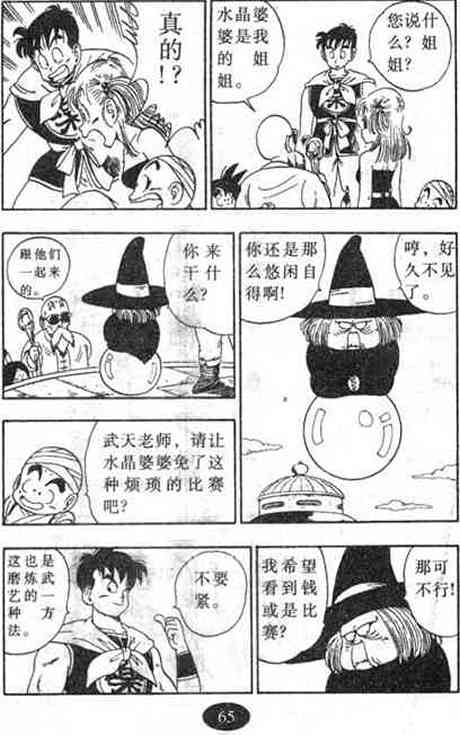 您说什
么?姐
姐?
水晶婆
婆是我
的 姐
姐。
真的!?
哼,好
久不见
了。
你还是那
么悠闲自
得啊!
你来
干什
么?
跟他们
一起来
的。
武天老师,请让
水晶婆婆免了这
种烦琐的比赛
吧?
那可
不行!
我希望
看到钱
或是比
赛?
不要
紧。
这也是
磨炼武
艺的一
种方
法。
65